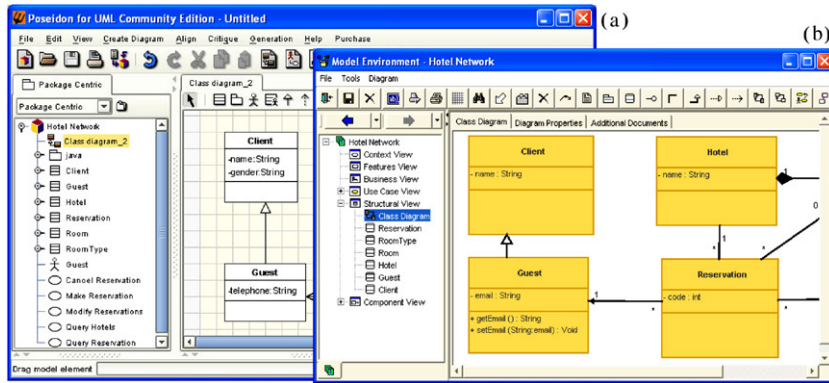 Poseidon for UML Community Edition - Untitled
(a)
File Edit View Create Diagram Align Critique Generation Help Purchase
Package Centric
Package Centric
Hotel Network
Class diagram_2
java
Client
Guest
Hotel
Reservation
Room
RoomType
Guest
Cancel Reservation
Make Reservation
Modify Reservations
Query Hotels
Query Reservation
Drag model element
Class diagram_2
Client
-name:String
-gender:String
Guest
-telephone:String
(b)
Model Environment - Hotel Network
File Tools Diagram
Hotel Network
Context View
Features View
Business View
Use Case View
Structural View
Class Diagram
Reservation
RoomType
Room
Hotel
Guest
Client
Component View
Class Diagram Diagram Properties Additional Documents
Client
- name : String
Hotel
- name : String
1
0
1
*
*
Guest
- email : String
+ getEmail () : String
+ setEmail (String:email) : Void
1
*
Reservation
- code : int
*